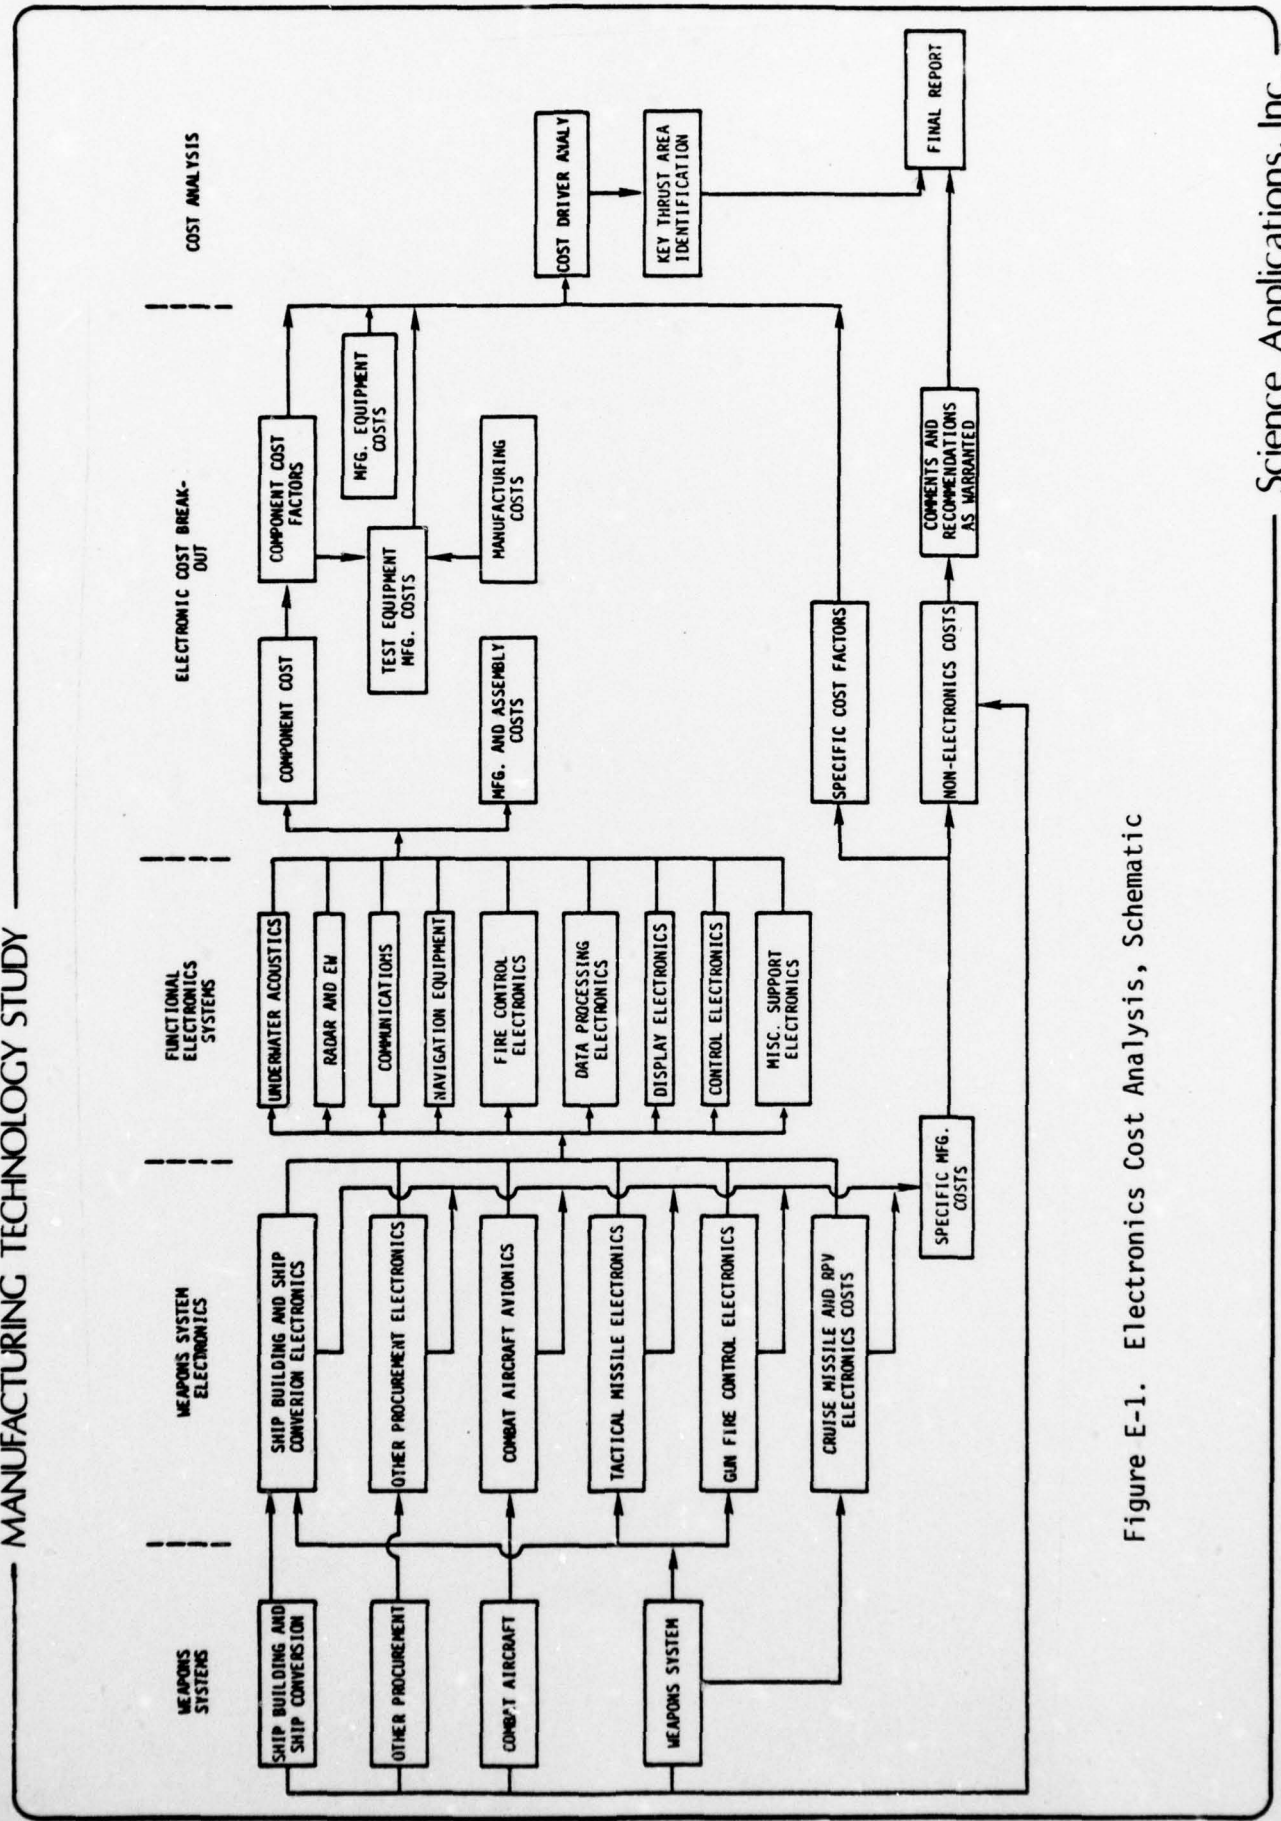 MANUFACTURING TECHNOLOGY STUDY
WEAPONS
SYSTEMS
WEAPONS SYSTEM
ELECTRONICS
FUNCTIONAL
ELECTRONICS
SYSTEMS
ELECTRONIC COST BREAK-
OUT
COST ANALYSIS
SHIP BUILDING AND
SHIP CONVERSION
OTHER PROCUREMENT
COMBAT AIRCRAFT
WEAPONS SYSTEM
SHIP BUILDING AND SHIP
CONVERION ELECTRONICS
OTHER PROCUREMENT ELECTRONICS
COMBAT AIRCRAFT AVIONICS
TACTICAL MISSILE ELECTRONICS
GUN FIRE CONTROL ELECTRONICS
CRUISE MISSILE AND RPV
ELECTRONICS COSTS
SPECIFIC MFG.
COSTS
UNDERWATER ACOUSTICS
RADAR AND EW
COMMUNICATIOMS
NAVIGATION EQUIPMENT
FIRE CONTROL
ELECTRONICS
DATA PROCESSING
ELECTRONICS
DISPLAY ELECTRONICS
CONTROL ELECTRONICS
MISC. SUPPORT
ELECTRONICS
COMPONENT COST
MFG. AND ASSEMBLY
COSTS
COMPONENT COST
FACTORS
TEST EQUIPMENT
MFG. COSTS
MFG. EQUIPMENT
COSTS
MANUFACTURING
COSTS
SPECIFIC COST FACTORS
NON-ELECTRONICS COSTS
COMMENTS AND
RECOMMENDATIONS
AS WARRANTED
COST DRIVER ANALY
KEY THRUST AREA
IDENTIFICATION
FINAL REPORT
Figure E-1. Electronics Cost Analysis, Schematic
Science Applications, Inc.